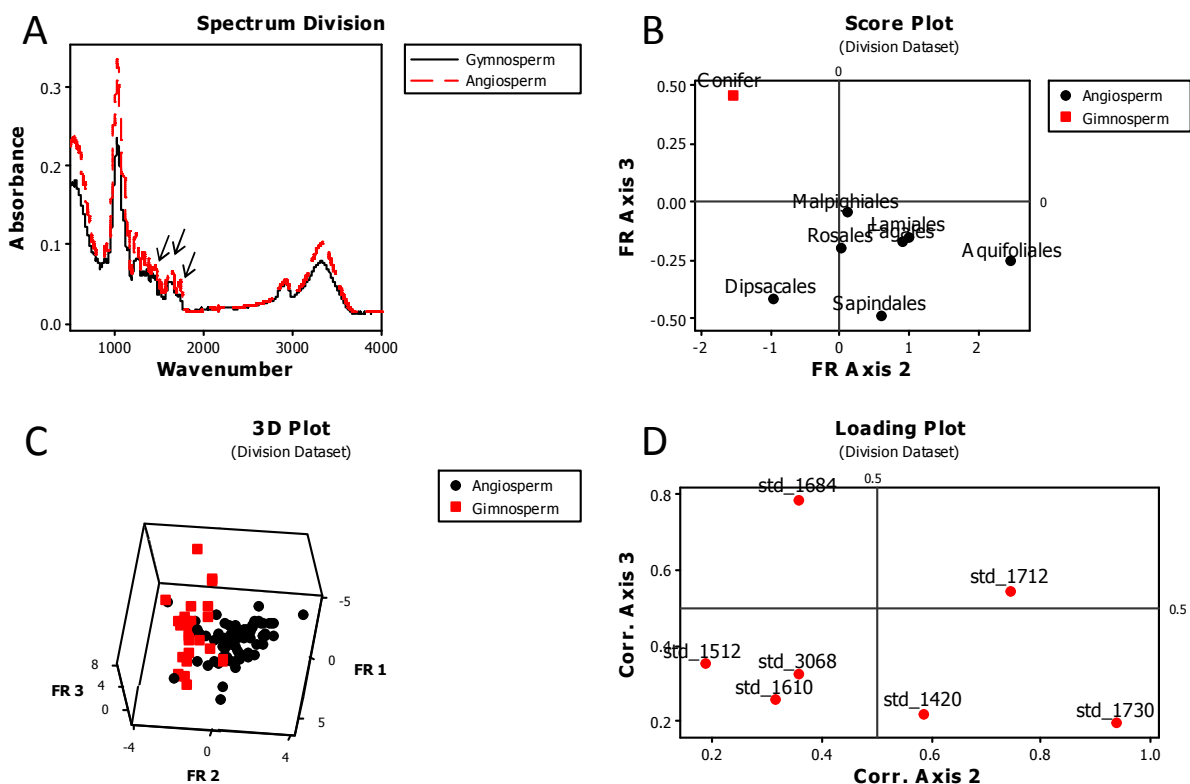 A
Spectrum Division
Gymnosperm
Angiosperm
Absorbance
0.3
0.2
0.1
0.0
1000 2000 3000 4000
Wavenumber
B
Score Plot
(Division Dataset)
0
Angiosperm
Gimnosperm
FR Axis 3
0.50
0.25
0.00
-0.25
-0.50
0
Conifer
Malpighiales
Lamiales
Fagales
Rosales
Aquifoliales
Dipsacales
Sapindales
-2 -1 0 1 2
FR Axis 2
C
3D Plot
(Division Dataset)
Angiosperm
Gimnosperm
-5
0
5
FR 1
8
4
0
FR 3
-4 0 4
FR 2
D
Loading Plot
(Division Dataset)
0.5
Corr. Axis 3
0.8
0.6
0.4
0.2
0.5
std_1684
std_1712
std_1512
std_3068
std_1610
std_1420
std_1730
0.2 0.4 0.6 0.8 1.0
Corr. Axis 2